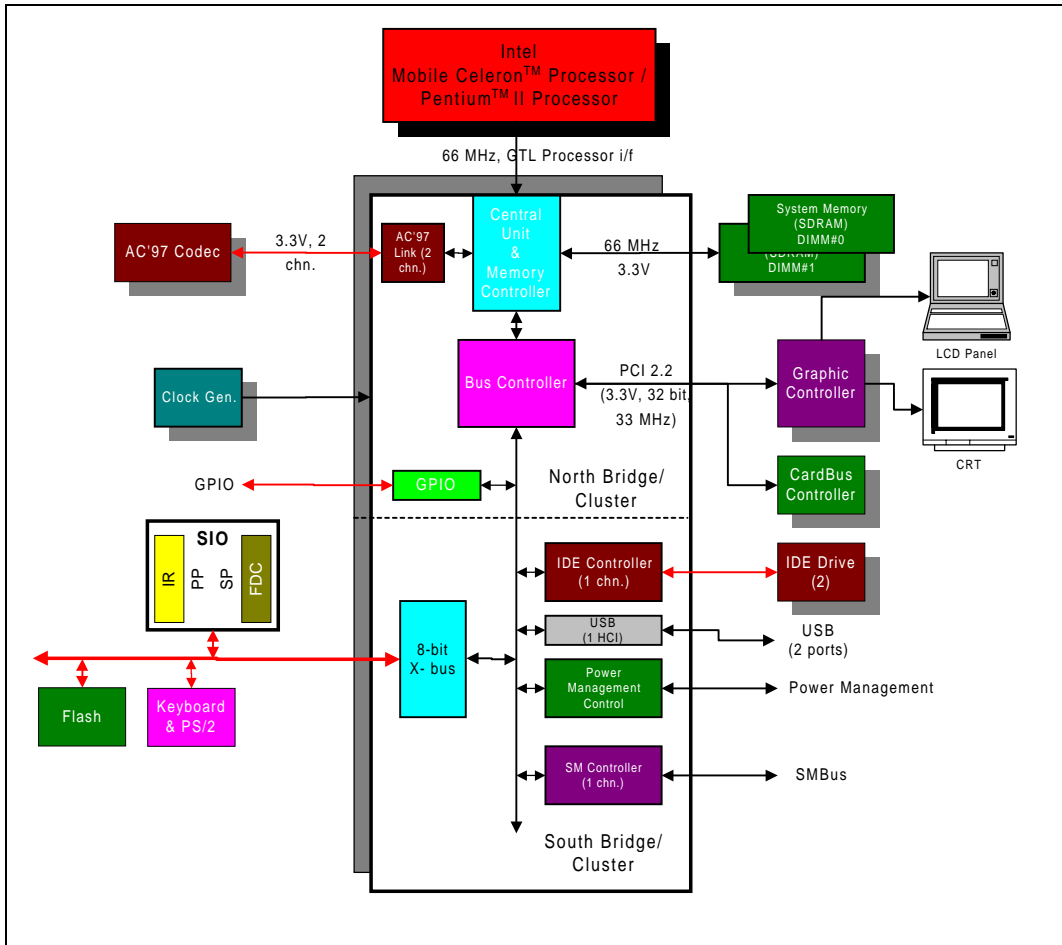 Intel
Mobile Celeron™ Processor /
Pentium™ II Processor
66 MHz, GTL Processor i/f
AC'97 Codec
3.3V, 2
chn.
AC'97
Link (2
chn.)
Central
Unit
&
Memory
Controller
66 MHz
3.3V
System Memory
(SDRAM)
DIMM#0
(SDRAM)
DIMM#1
LCD Panel
Clock Gen.
Bus Controller
PCI 2.2
(3.3V, 32 bit,
33 MHz)
Graphic
Controller
CRT
GPIO
GPIO
North Bridge/
Cluster
CardBus
Controller
SIO
IR
PP
SP
FDC
IDE Controller
(1 chn.)
IDE Drive
(2)
USB
(1 HCI)
USB
(2 ports)
8-bit
X- bus
Power
Management
Control
Power Management
Flash
Keyboard
& PS/2
SM Controller
(1 chn.)
SMBus
South Bridge/
Cluster